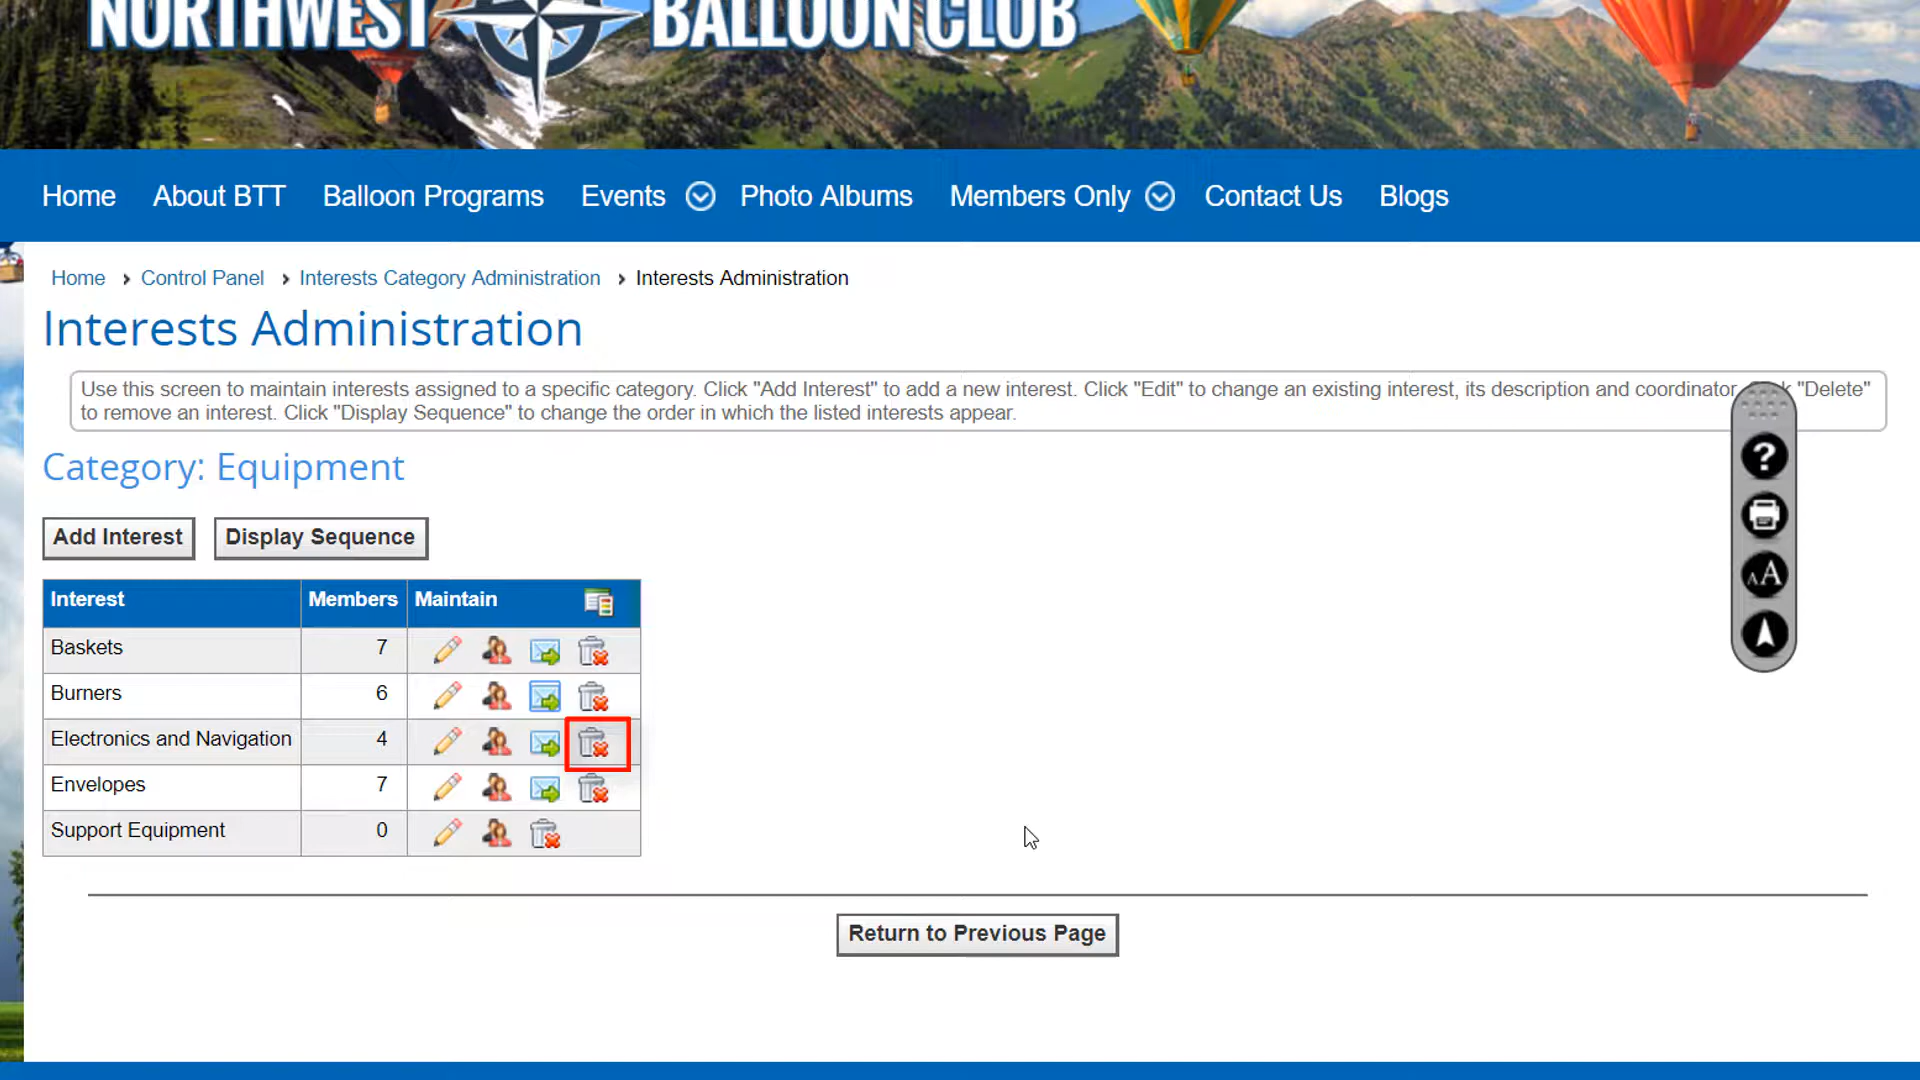 NORTHWEST BALLOON CLUB
Home About BTT Balloon Programs Events Photo Albums Members Only Contact Us Blogs
Home › Control Panel › Interests Category Administration › Interests Administration
Interests Administration
Use this screen to maintain interests assigned to a specific category. Click "Add Interest" to add a new interest. Click "Edit" to change an existing interest, its description and coordinator. Click "Delete"
to remove an interest. Click "Display Sequence" to change the order in which the listed interests appear.
Category: Equipment
Add Interest Display Sequence
Interest Members Maintain
Baskets 7
Burners 6
Electronics and Navigation 4
Envelopes 7
Support Equipment 0
Return to Previous Page
?
AA